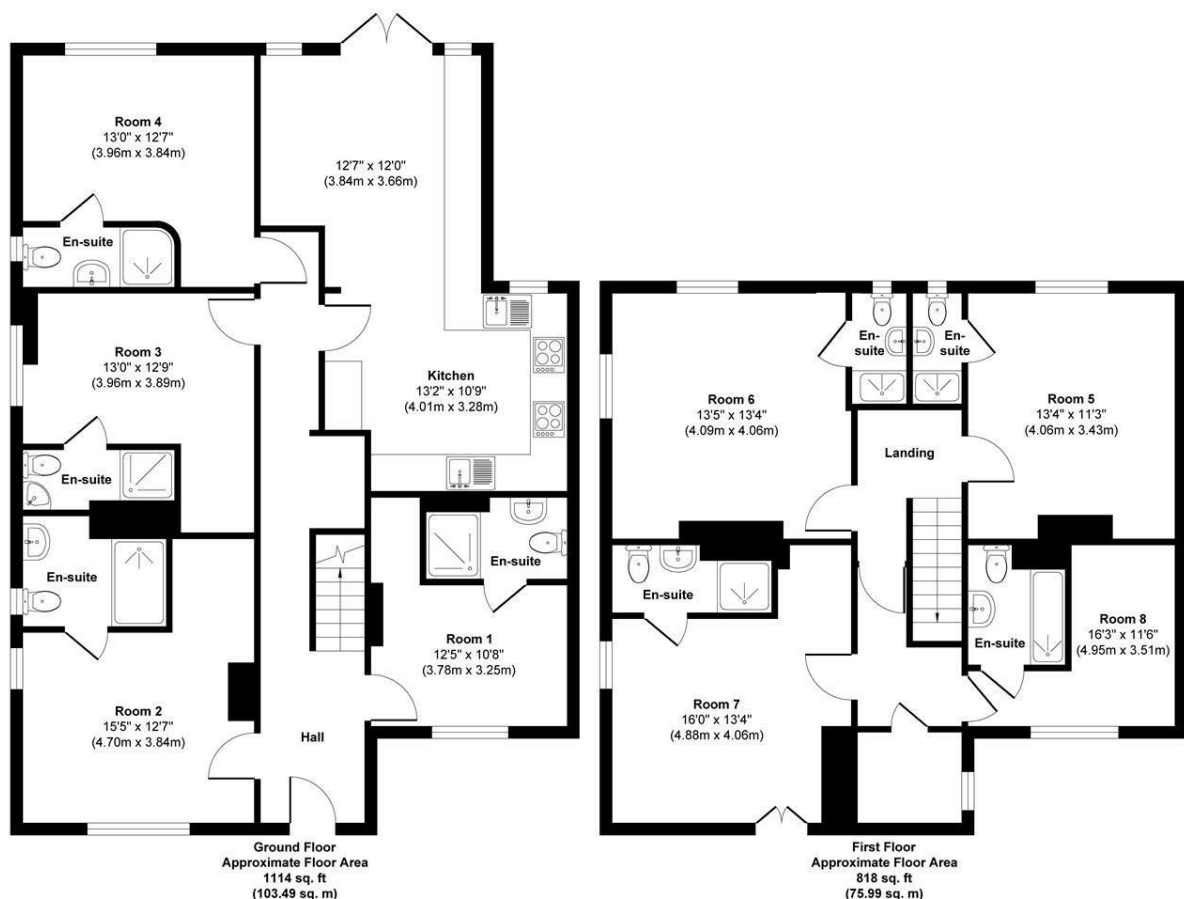 Room 4
13'0" x 12'7"
(3.96m x 3.84m)
12'7" x 12'0"
(3.84m x 3.66m)
En-suite
Room 3
13'0" x 12'9"
(3.96m x 3.89m)
Kitchen
13'2" x 10'9"
(4.01m x 3.28m)
En-suite
En-suite
En-suite
Room 1
12'5" x 10'8"
(3.78m x 3.25m)
Room 2
15'5" x 12'7"
(4.70m x 3.84m)
Hall
Ground Floor
Approximate Floor Area
1114 sq. ft
(103.49 sq. m)
En-
suite
En-
suite
Room 6
13'5" x 13'4"
(4.09m x 4.06m)
Room 5
13'4" x 11'3"
(4.06m x 3.43m)
Landing
En-suite
En-suite
Room 8
16'3" x 11'6"
(4.95m x 3.51m)
Room 7
16'0" x 13'4"
(4.88m x 4.06m)
First Floor
Approximate Floor Area
818 sq. ft
(75.99 sq. m)